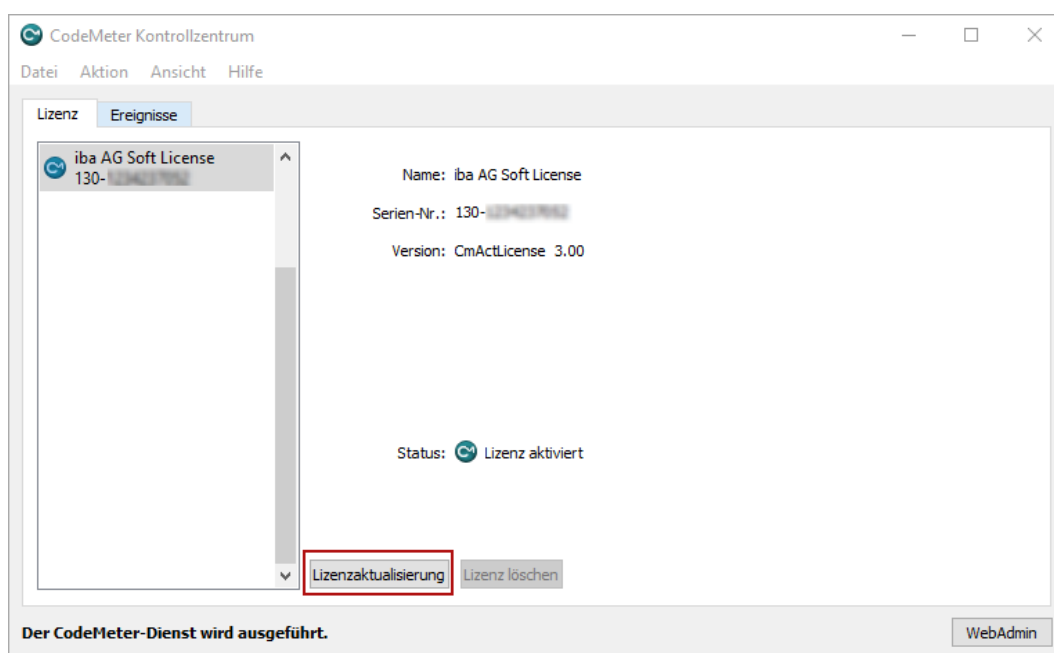 CodeMeter Kontrollzentrum
Datei Aktion Ansicht Hilfe
Lizenz Ereignisse
iba AG Soft License
130-
Name: iba AG Soft License
Serien-Nr.: 130-
Version: CmActLicense 3.00
Status: Lizenz aktiviert
Lizenzaktualisierung Lizenz löschen
Der CodeMeter-Dienst wird ausgeführt.
WebAdmin